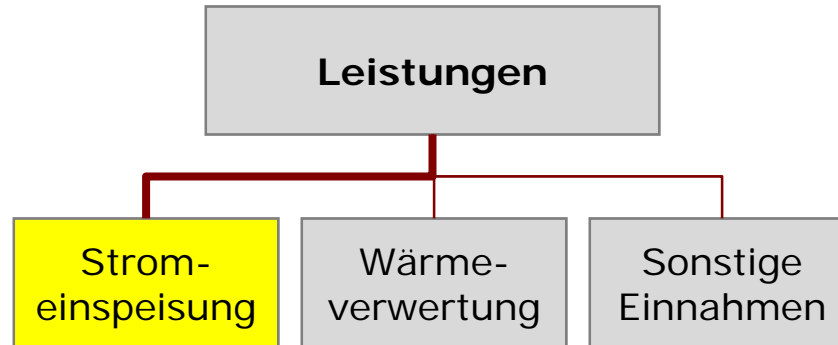 Leistungen
Strom-
einspeisung
Wärme-
verwertung
Sonstige
Einnahmen